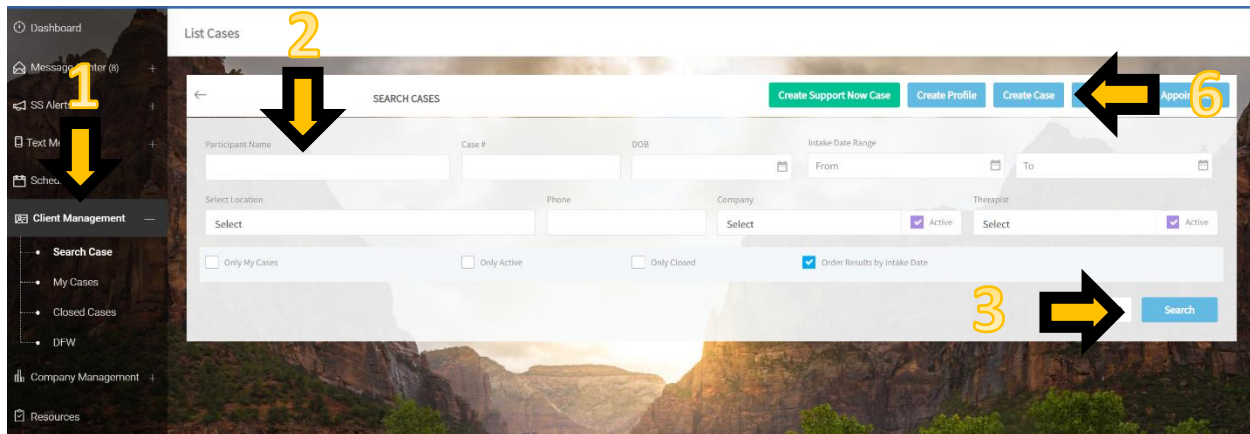 Dashboard
Message Center (8)
SS Alerts
Text Me
Sched
Client Management
Search Case
My Cases
Closed Cases
DFW
Company Management
Resources
List Cases
1
2
3
6
SEARCH CASES
Create Support Now Case
Create Profile
Create Case
Participant Name
Case #
DOB
Intake Date Range
From
To
Select Location
Phone
Company
Therapist
Select
Select
Active
Select
Active
Only My Cases
Only Active
Only Closed
Order Results by Intake Date
Search